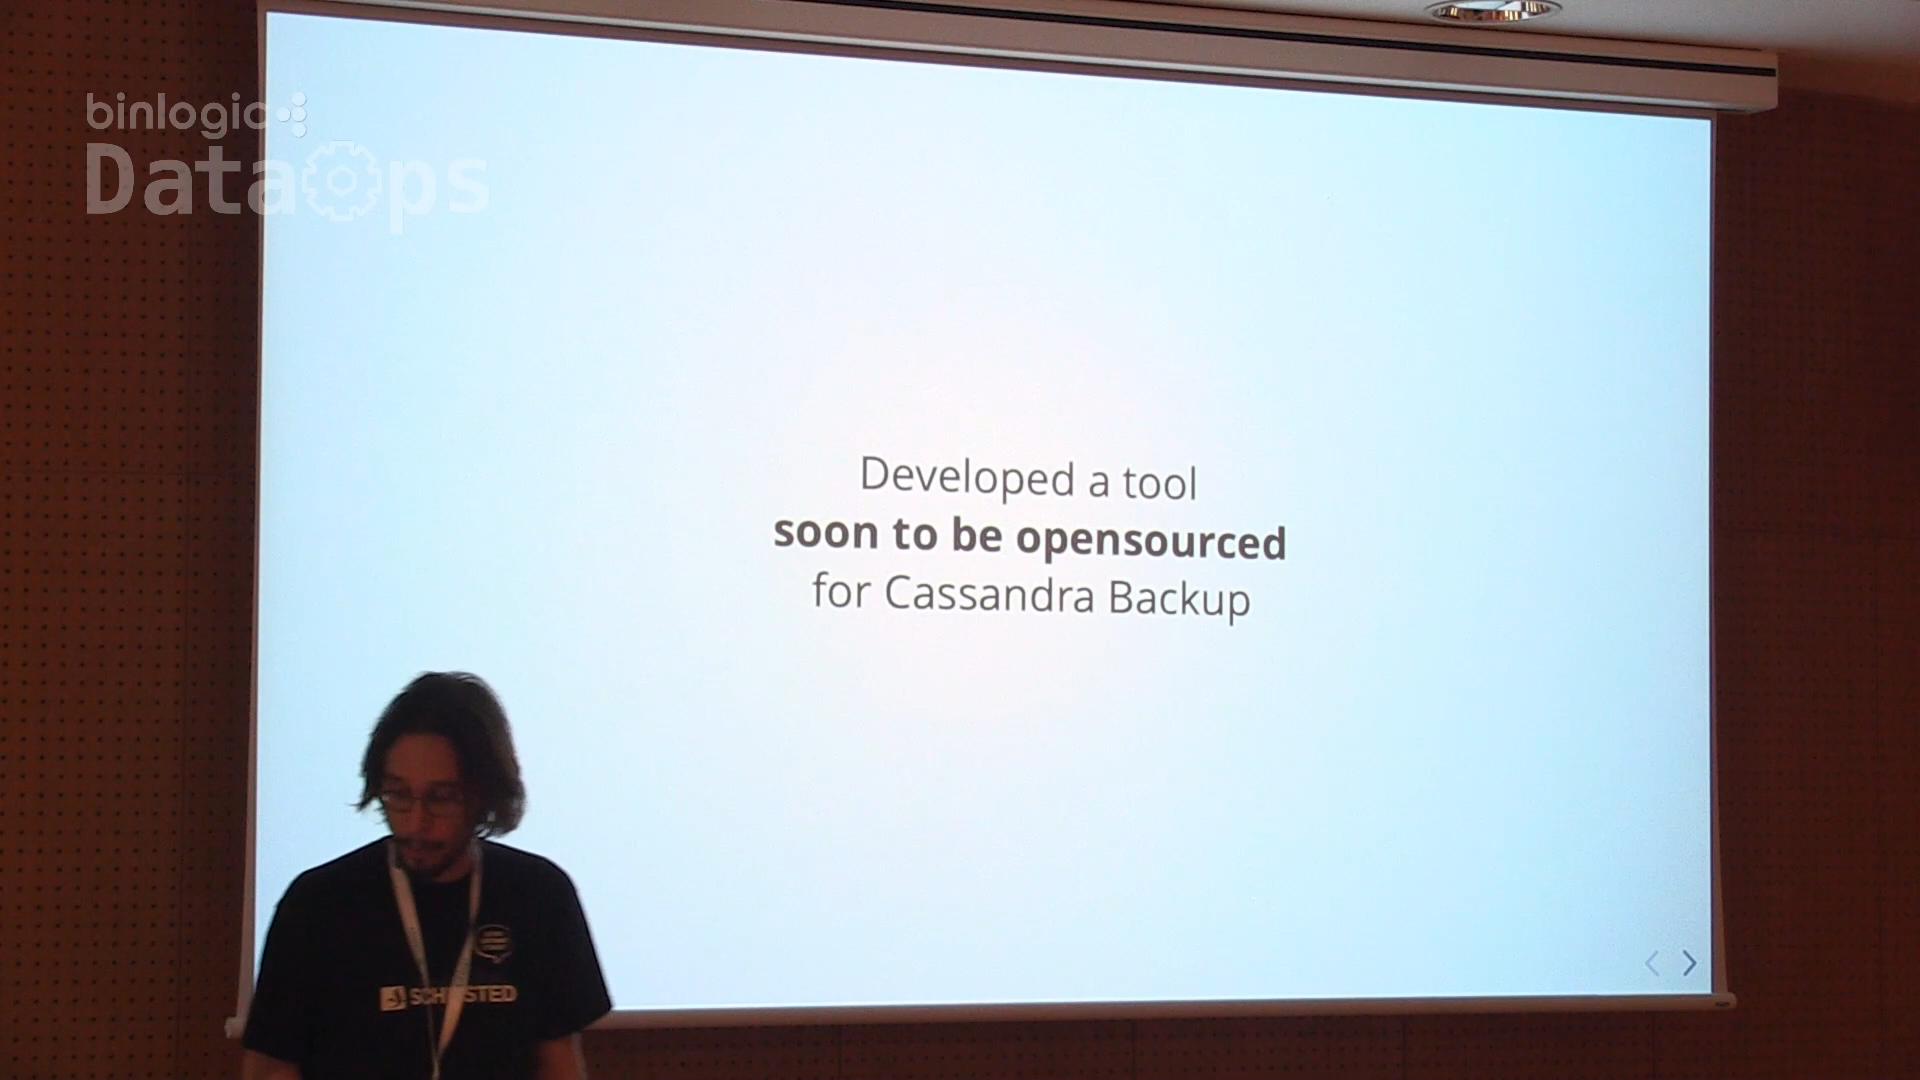 binlogic
DataOps
Developed a tool
soon to be opensourced
for Cassandra Backup